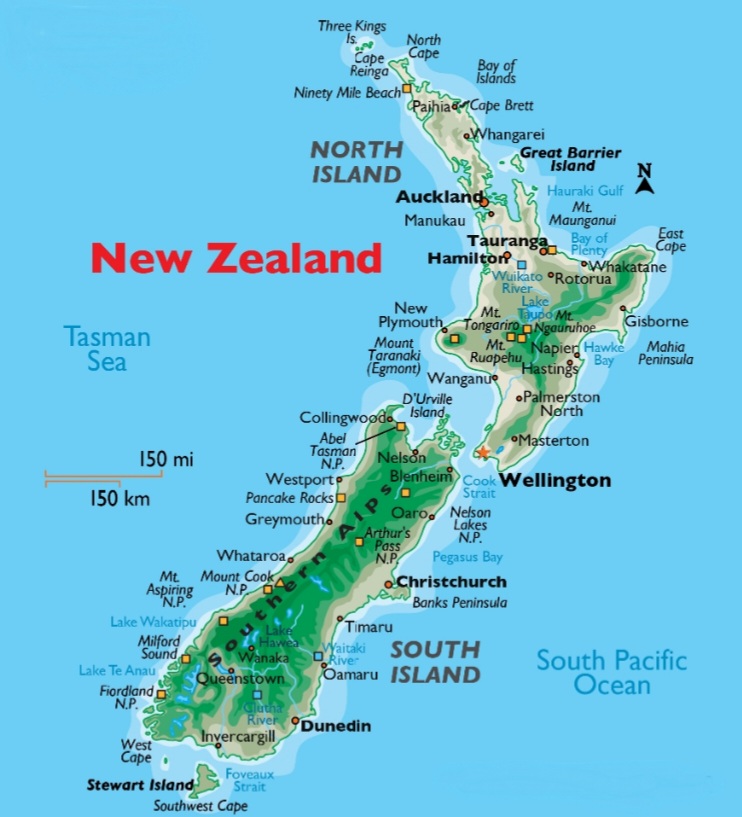 Three Kings
Is.
North
Cape
Cape
Reinga
Bay of
Islands
Ninety Mile Beach
Paihia
Cape Brett
Whangarei
NORTH
ISLAND
Great Barrier
Island
N
Hauraki Gulf
Auckland
Manukau
Mt.
Maunganui
Tauranga
Bay of
Plenty
East
Cape
Hamilton
Whakatane
Wuikato
River
Rotorua
New Zealand
Lake
Taupo
New
Plymouth
Mt.
Tongariro
Mt.
Ngauruhoe
Gisborne
Tasman
Sea
Mount
Taranaki
(Egmont)
Mt.
Ruapehu
Napier
Hawke
Bay
Mahia
Peninsula
Hastings
Wanganu
D'Urville
Island
Palmerston
North
Collingwood
Abel
Tasman
N.P.
Masterton
Nelson
150 mi
150 km
Westport
Blenheim
Cook
Strait
Wellington
Pancake Rocks
Greymouth
Oaro
Nelson
Lakes
N.P.
Southern Alps
Arthur's
Pass
N.P.
Whataroa
Pegasus Bay
Mt.
Aspiring
N.P.
Mount Cook
N.P.
Christchurch
Banks Peninsula
Lake Wakatipu
Timaru
Milford
Sound
Lake
Hawea
Wanaka
Waitaki
River
SOUTH
ISLAND
South Pacific
Ocean
Lake Te Anau
Queenstown
Oamaru
Fiordland
N.P.
Glutha
River
Dunedin
Invercargill
West
Cape
Foveaux
Strait
Stewart Island
Southwest Cape